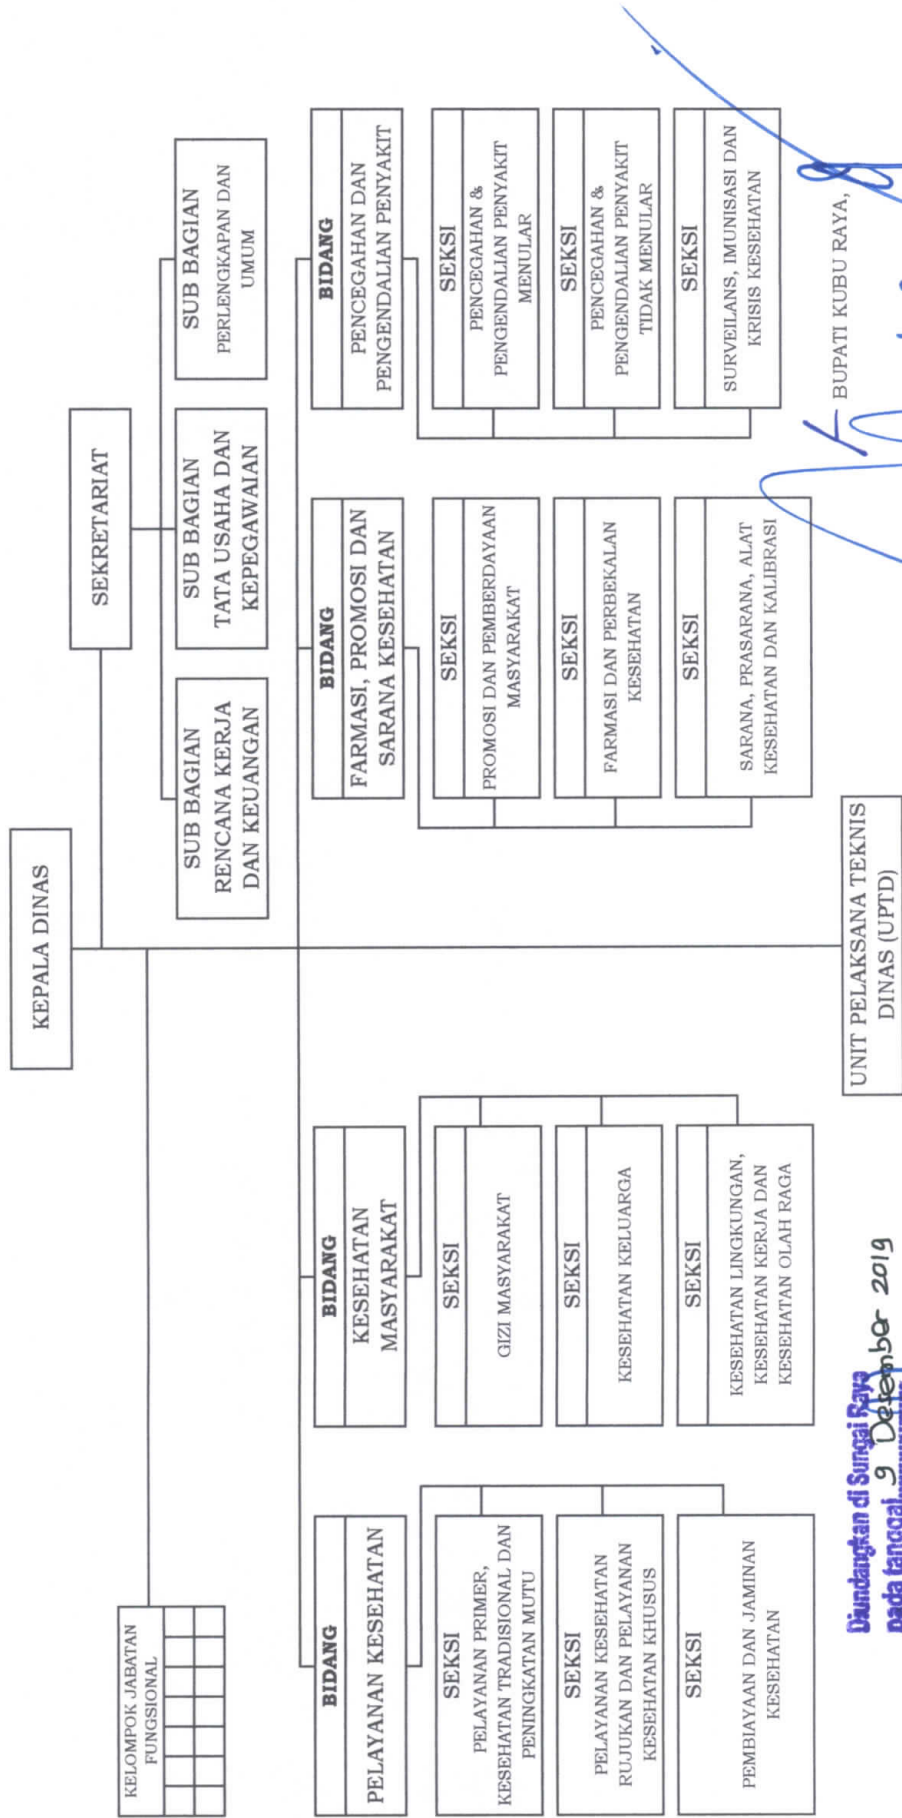 KEPALA DINAS
KELOMPOK JABATAN
FUNGSIONAL
SEKRETARIAT
SUB BAGIAN
RENCANA KERJA
DAN KEUANGAN
SUB BAGIAN
TATA USAHA DAN
KEPEGAWAIAN
SUB BAGIAN
PERLENGKAPAN DAN
UMUM
BIDANG
PELAYANAN KESEHATAN
SEKSI
PELAYANAN PRIMER,
KESEHATAN TRADISIONAL DAN
PENINGKATAN MUTU
SEKSI
PELAYANAN KESEHATAN
RUJUKAN DAN PELAYANAN
KESEHATAN KHUSUS
SEKSI
PEMBIAYAAN DAN JAMINAN
KESEHATAN
BIDANG
KESEHATAN
MASYARAKAT
SEKSI
GIZI MASYARAKAT
SEKSI
KESEHATAN KELUARGA
SEKSI
KESEHATAN LINGKUNGAN,
KESEHATAN KERJA DAN
KESEHATAN OLAH RAGA
BIDANG
FARMASI, PROMOSI DAN
SARANA KESEHATAN
SEKSI
PROMOSI DAN PEMBERDAYAAN
MASYARAKAT
SEKSI
FARMASI DAN PERBEKALAN
KESEHATAN
SEKSI
SARANA, PRASARANA, ALAT
KESEHATAN DAN KALIBRASI
BIDANG
PENCEGAHAN DAN
PENGENDALIAN PENYAKIT
SEKSI
PENCEGAHAN &
PENGENDALIAN PENYAKIT
MENULAR
SEKSI
PENCEGAHAN &
PENGENDALIAN PENYAKIT
TIDAK MENULAR
SEKSI
SURVEILANS, IMUNISASI DAN
KRISIS KESEHATAN
UNIT PELAKSANA TEKNIS
DINAS (UPTD)
BUPATI KUBU RAYA,
Diundangkan di Sungai Raya
pada tanggal 9 Desember 2019